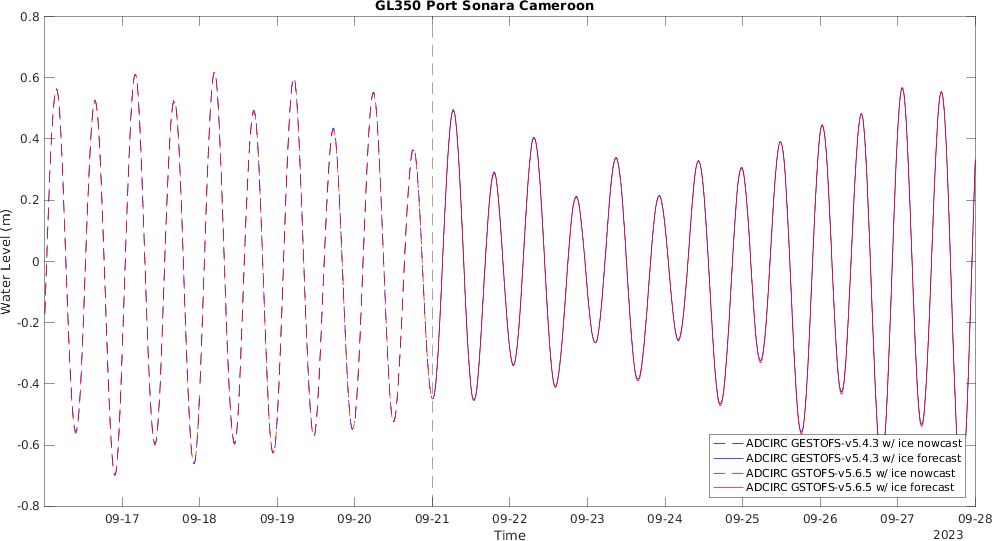 GL350 Port Sonara Cameroon
0.8
0.6
0.4
0.2
0
-0.2
-0.4
-0.6
-0.8
Water Level (m)
ADCIRC GESTOFS-v5.4.3 w/ ice nowcast
ADCIRC GESTOFS-v5.4.3 w/ ice forecast
ADCIRC GSTOFS-v5.6.5 w/ ice nowcast
ADCIRC GSTOFS-v5.6.5 w/ ice forecast
09-17 09-18 09-19 09-20 09-21 09-22 09-23 09-24 09-25 09-26 09-27 09-28
Time
2023